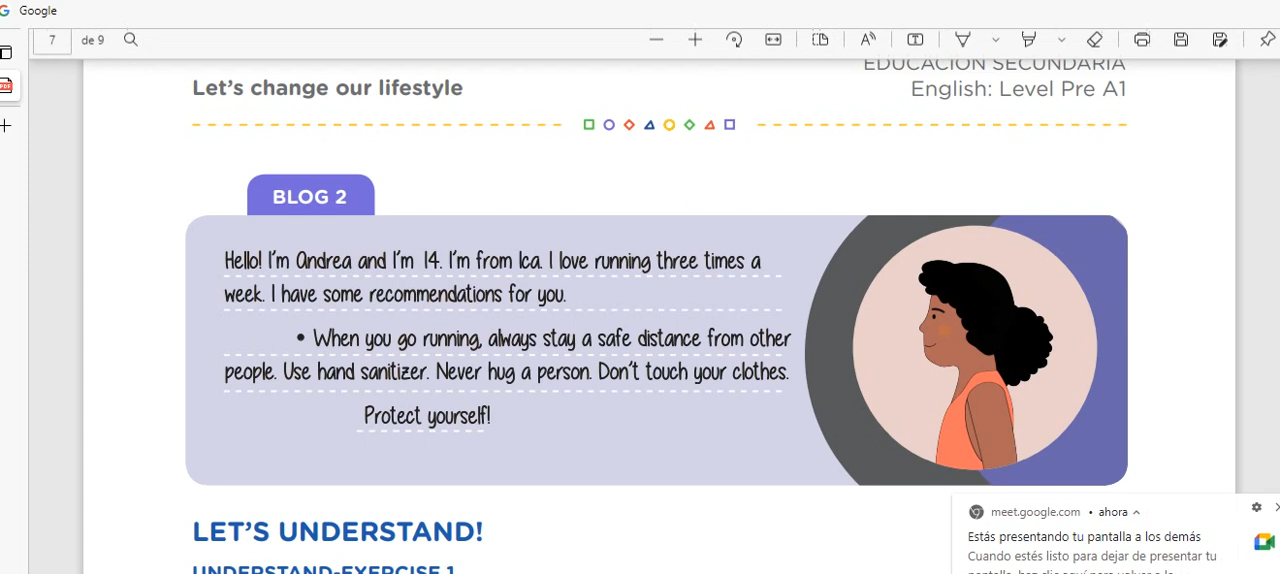 Google
7 de 9
EDUCACIÓN SECUNDARIA
Let's change our lifestyle
English: Level Pre A1
BLOG 2
Hello! I'm Andrea and I'm 14. I'm from Ica. I love running three times a
week. I have some recommendations for you.
• When you go running, always stay a safe distance from other
people. Use hand sanitizer. Never hug a person. Don't touch your clothes.
Protect yourself!
meet.google.com • ahora
LET'S UNDERSTAND!
Estás presentando tu pantalla a los demás
Cuando estés listo para dejar de presentar tu
UNDERSTAND-EXERCISE 1